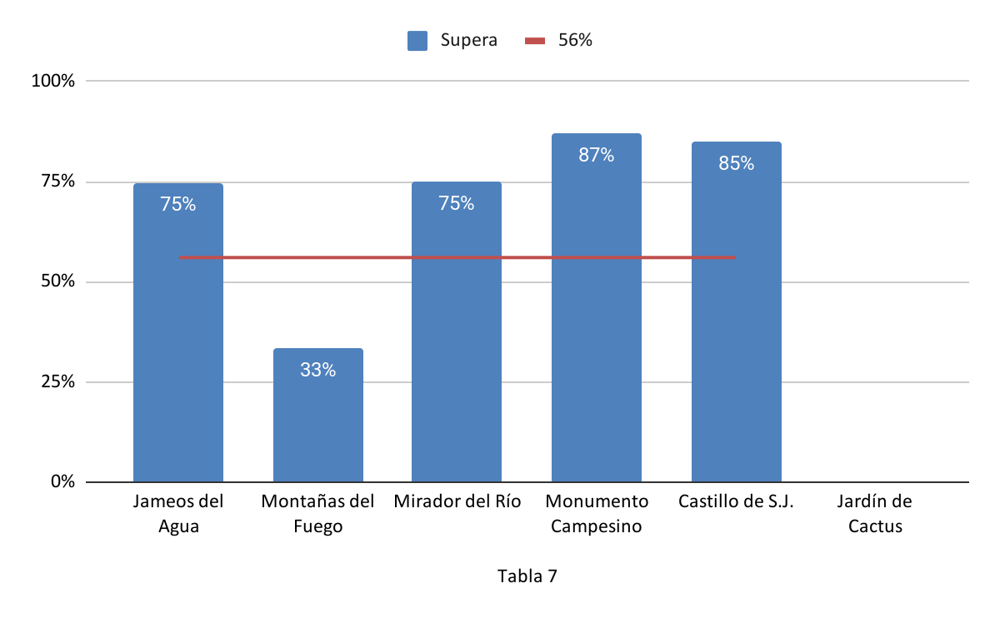 Supera 56%
100%
75%
50%
25%
0%
75%
33%
75%
87%
85%
Jameos del
Agua
Montañas del
Fuego
Mirador del Río
Monumento
Campesino
Castillo de S.J.
Jardín de
Cactus
Tabla 7